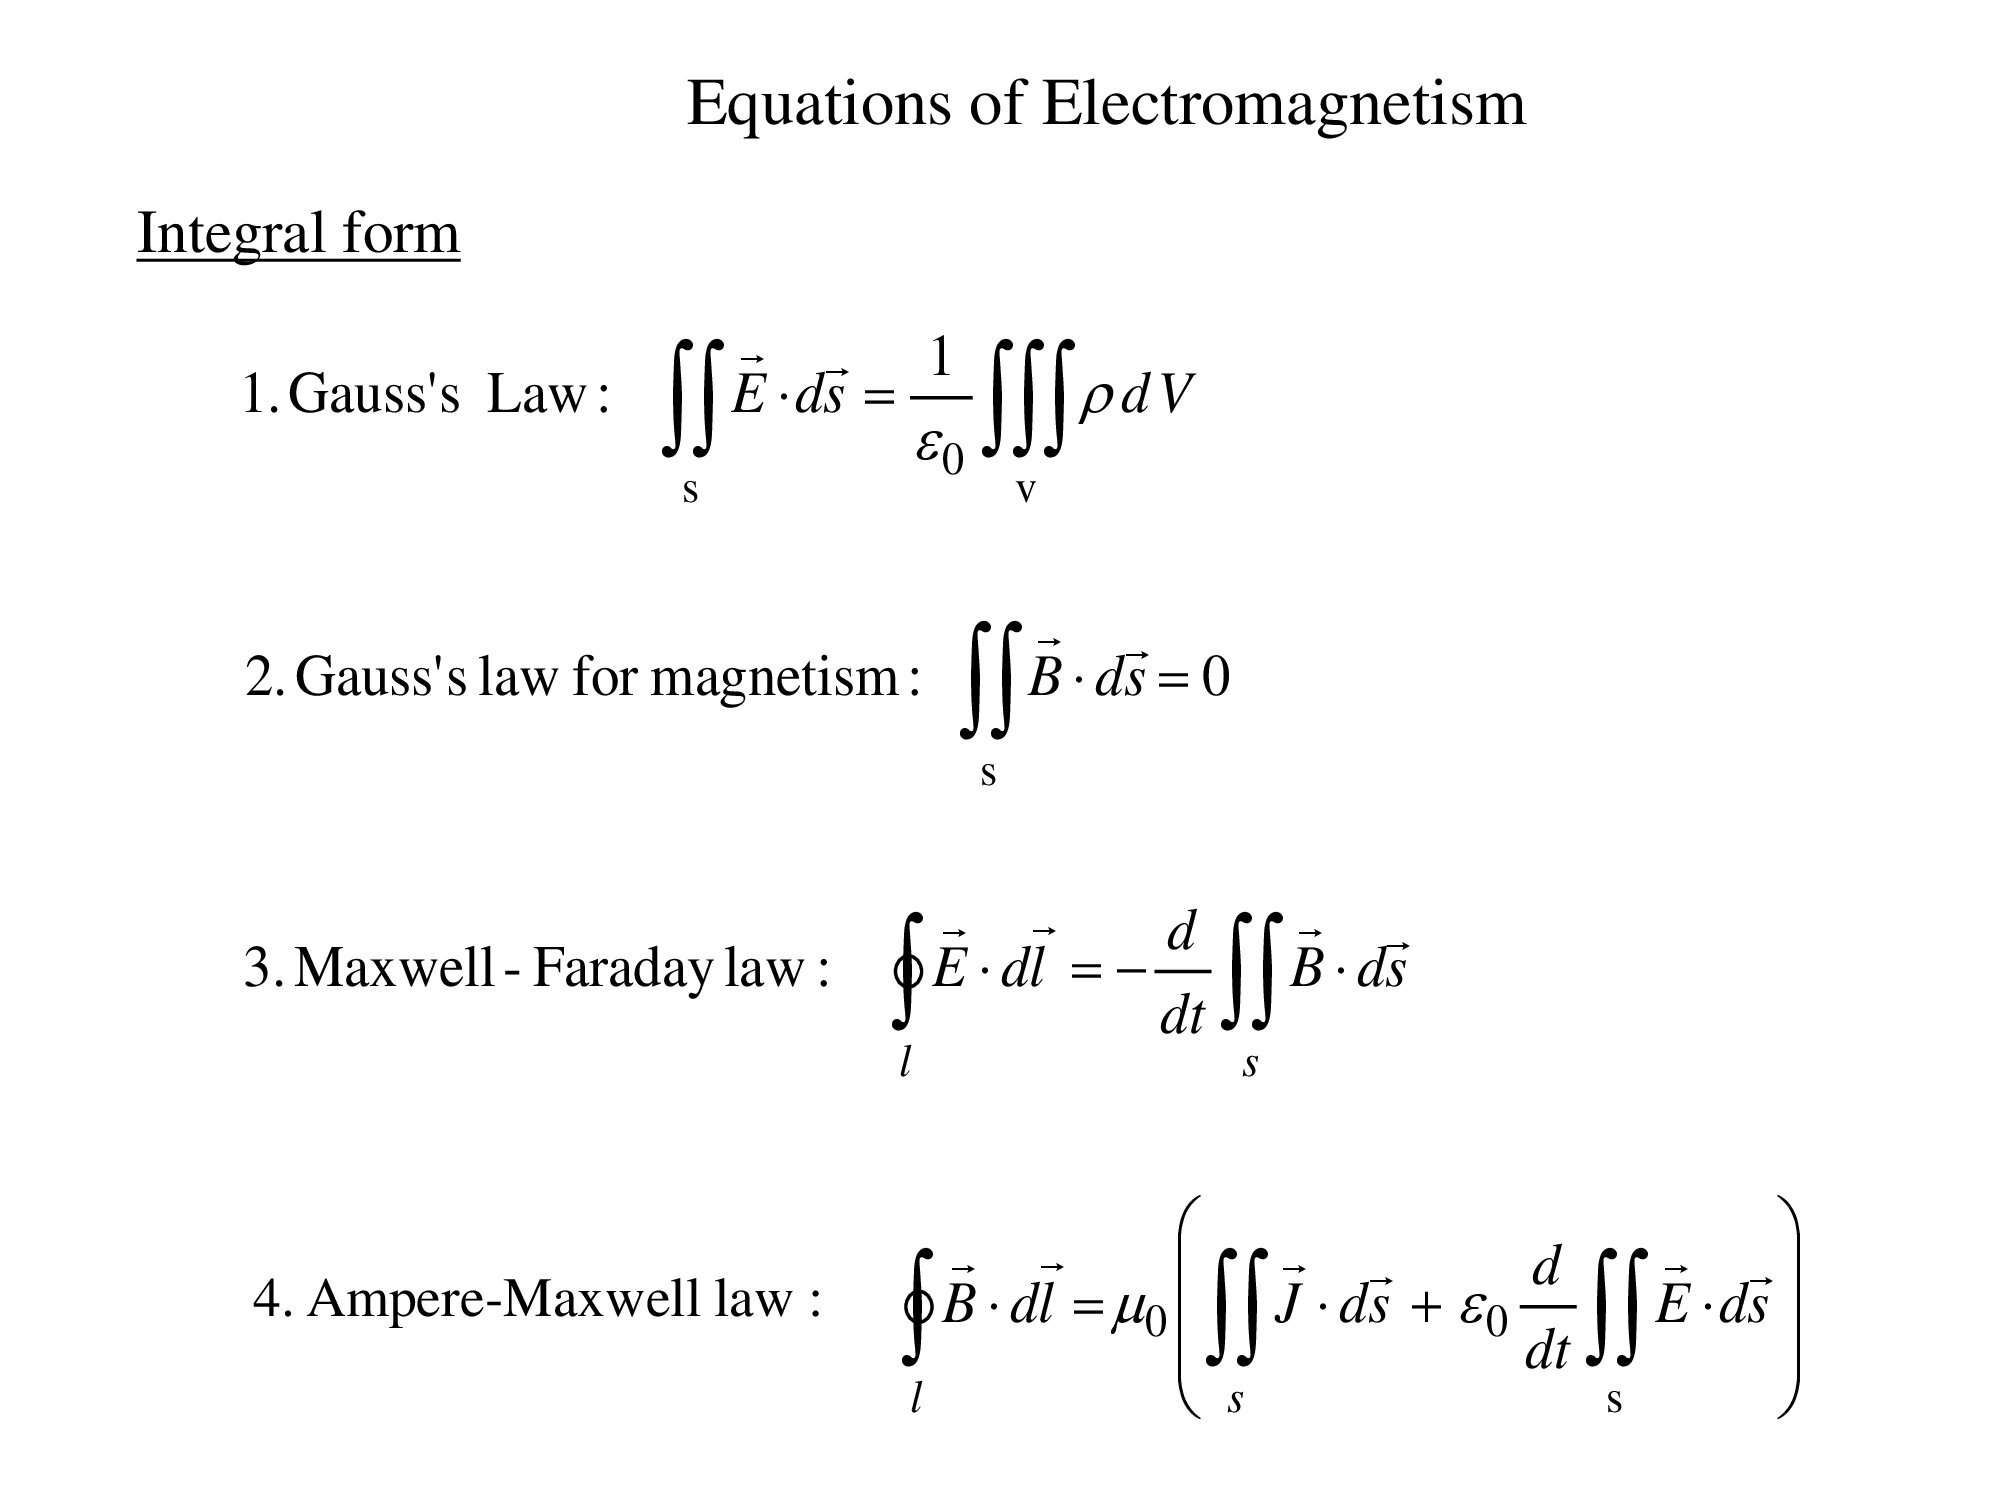 Equations of Electromagnetism
Integral form
1. Gauss's Law : ∬_s E⃗ · ds⃗ = 1/ε₀ ∭_v ρ dV
2. Gauss's law for magnetism : ∬_s B⃗ · ds⃗ = 0
3. Maxwell - Faraday law : ∮_l E⃗ · dl⃗ = − d/dt ∬_s B⃗ · ds⃗
4. Ampere-Maxwell law : ∮_l B⃗ · dl⃗ = μ₀ ( ∬_s J⃗ · ds⃗ + ε₀ d/dt ∬_s E⃗ · ds⃗ )